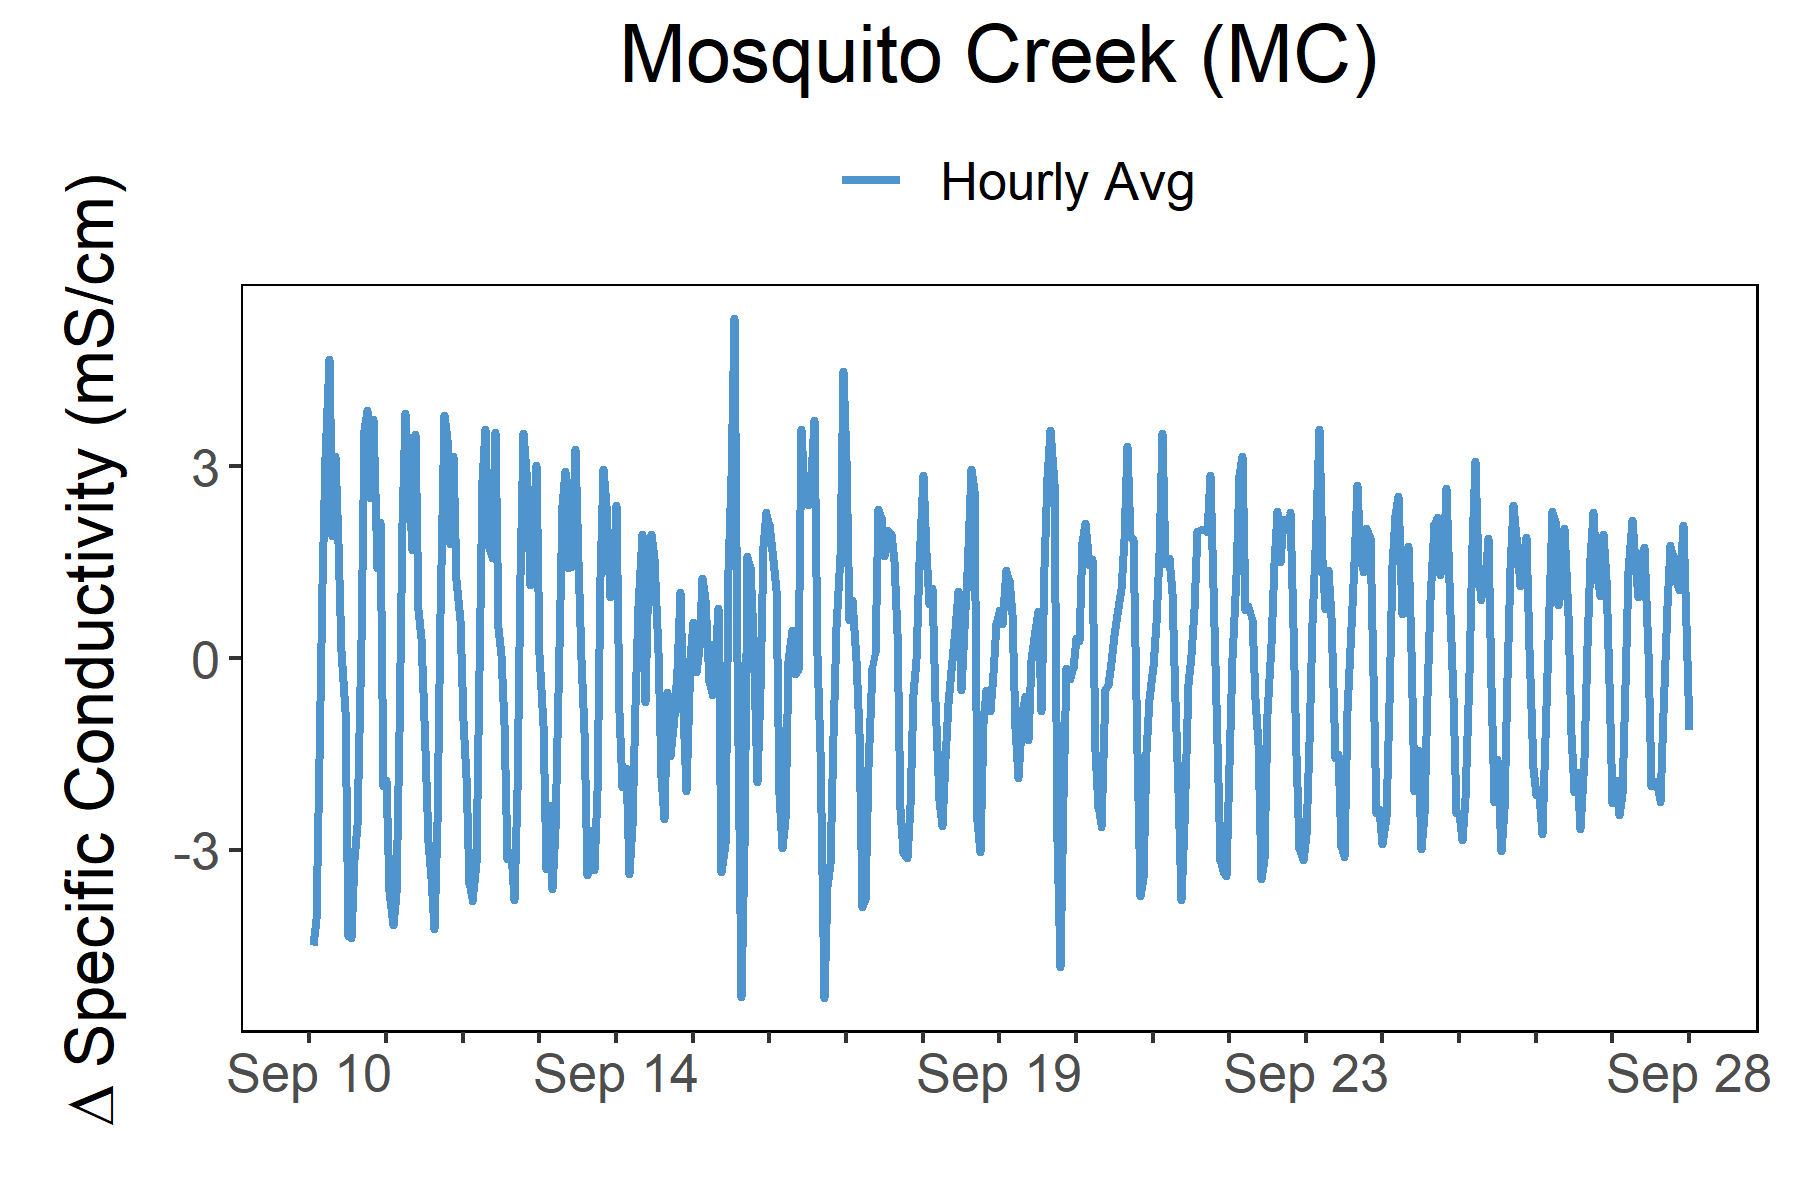 Mosquito Creek (MC)
Hourly Avg
Δ Specific Conductivity (mS/cm)
3
0
-3
Sep 10
Sep 14
Sep 19
Sep 23
Sep 28